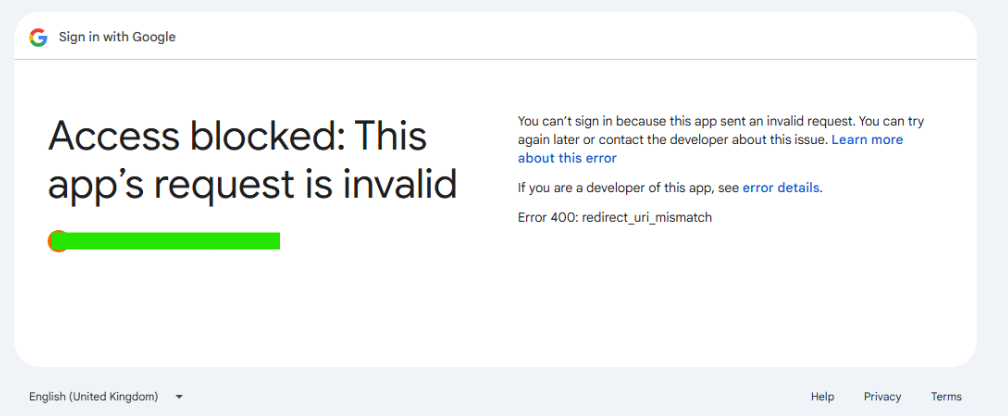 Sign in with Google
Access blocked: This
app’s request is invalid
You can’t sign in because this app sent an invalid request. You can try
again later or contact the developer about this issue. Learn more
about this error
If you are a developer of this app, see error details.
Error 400: redirect_uri_mismatch
English (United Kingdom)
Help
Privacy
Terms